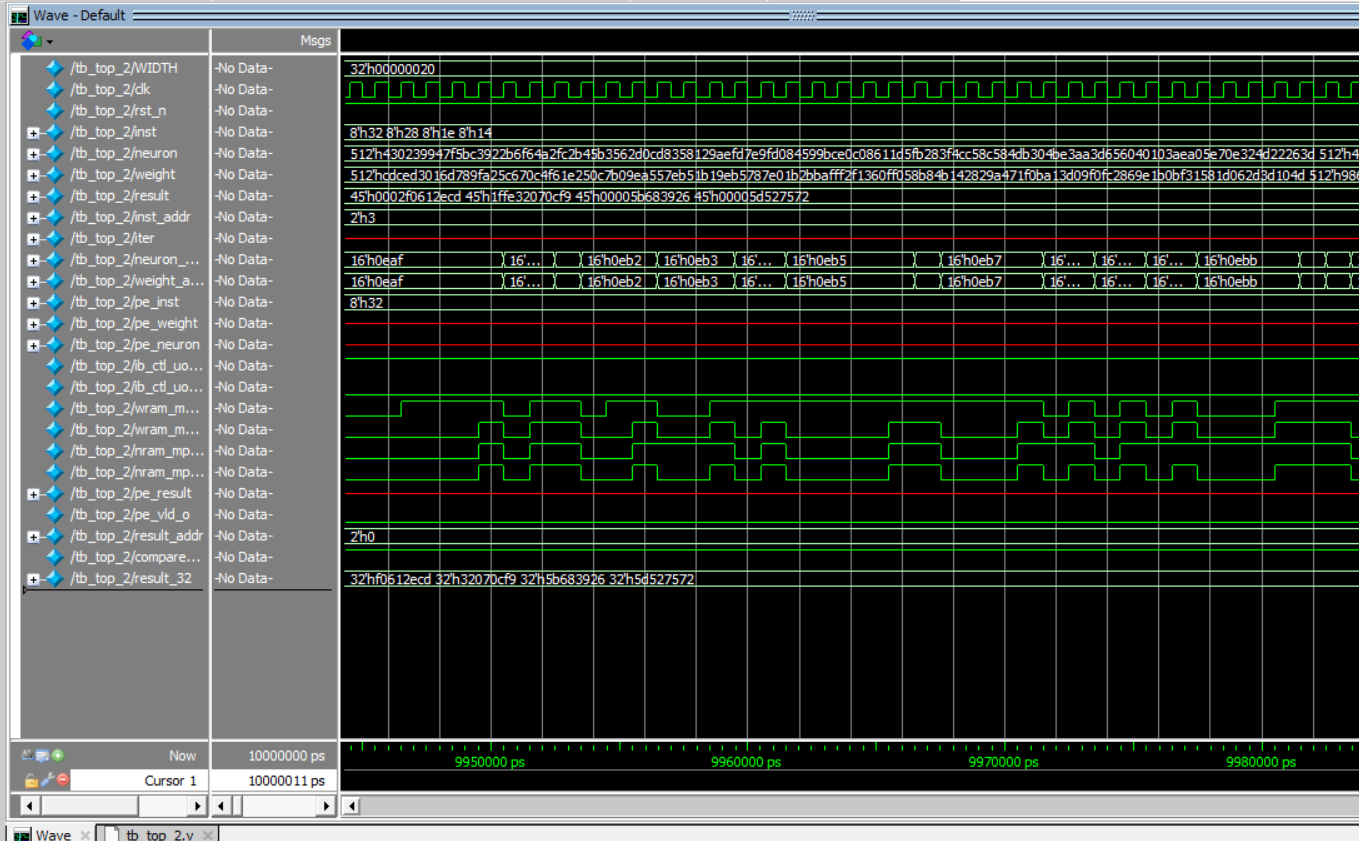 Wave - Default
Msgs
/tb_top_2/WIDTH -No Data- 32'h00000020
/tb_top_2/clk -No Data-
/tb_top_2/rst_n -No Data-
/tb_top_2/inst -No Data- 8'h32 8'h28 8'h1e 8'h14
/tb_top_2/neuron -No Data-
/tb_top_2/weight -No Data-
/tb_top_2/result -No Data- 45'h0002f0612ecd 45'h1ffe32070cf9 45'h00005b683926 45'h00005d527572
/tb_top_2/inst_addr -No Data- 2'h3
/tb_top_2/iter -No Data-
/tb_top_2/neuron_... -No Data- 16'h0eaf 16'... 16'h0eb2 16'h0eb3 16'... 16'h0eb5 16'h0eb7 16'... 16'... 16'... 16'h0ebb
/tb_top_2/weight_a... -No Data- 16'h0eaf 16'... 16'h0eb2 16'h0eb3 16'... 16'h0eb5 16'h0eb7 16'... 16'... 16'... 16'h0ebb
/tb_top_2/pe_inst -No Data- 8'h32
/tb_top_2/pe_weight -No Data-
/tb_top_2/pe_neuron -No Data-
/tb_top_2/ib_ctl_uo... -No Data-
/tb_top_2/ib_ctl_uo... -No Data-
/tb_top_2/wram_m... -No Data-
/tb_top_2/wram_m... -No Data-
/tb_top_2/nram_mp... -No Data-
/tb_top_2/nram_mp... -No Data-
/tb_top_2/pe_result -No Data-
/tb_top_2/pe_vld_o -No Data-
/tb_top_2/result_addr -No Data- 2'h0
/tb_top_2/compare... -No Data-
/tb_top_2/result_32 -No Data- 32'hf0612ecd 32'h32070cf9 32'h5b683926 32'h5d527572
Now 10000000 ps
9950000 ps 9960000 ps 9970000 ps 9980000 ps
Cursor 1 10000011 ps
Wave tb_top_2.v